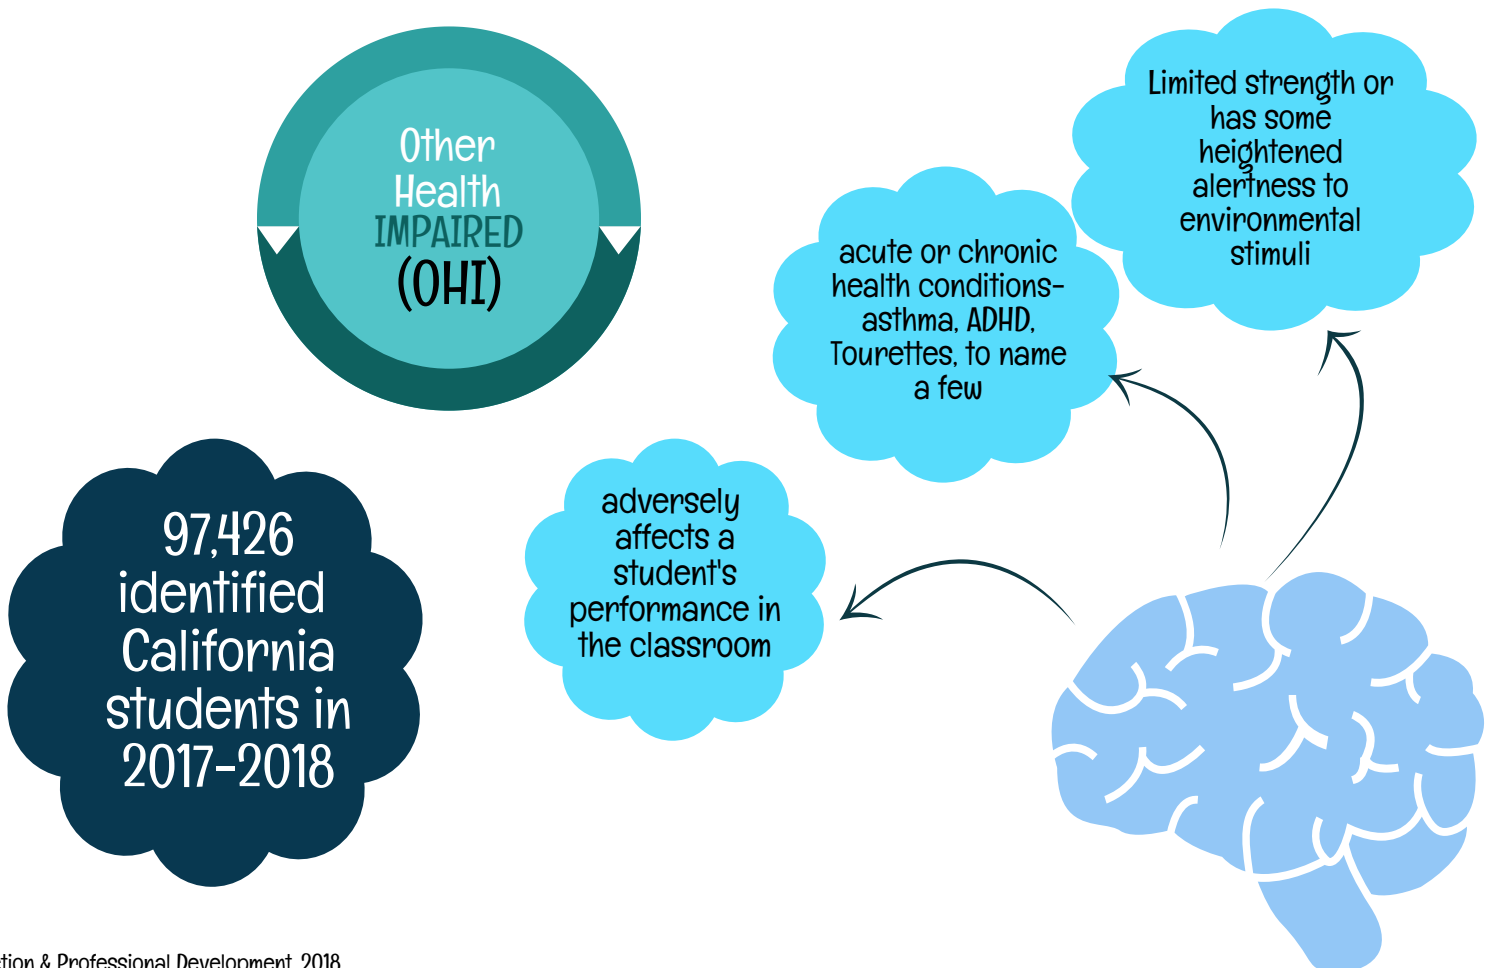 Other
Health
IMPAIRED
(OHI)
Limited strength or
has some
heightened
alertness to
environmental
stimuli
acute or chronic
health conditions-
asthma, ADHD,
Tourettes, to name
a few
adversely
affects a
student's
performance in
the classroom
97,426
identified
California
students in
2017-2018
& Professional Development, 2018